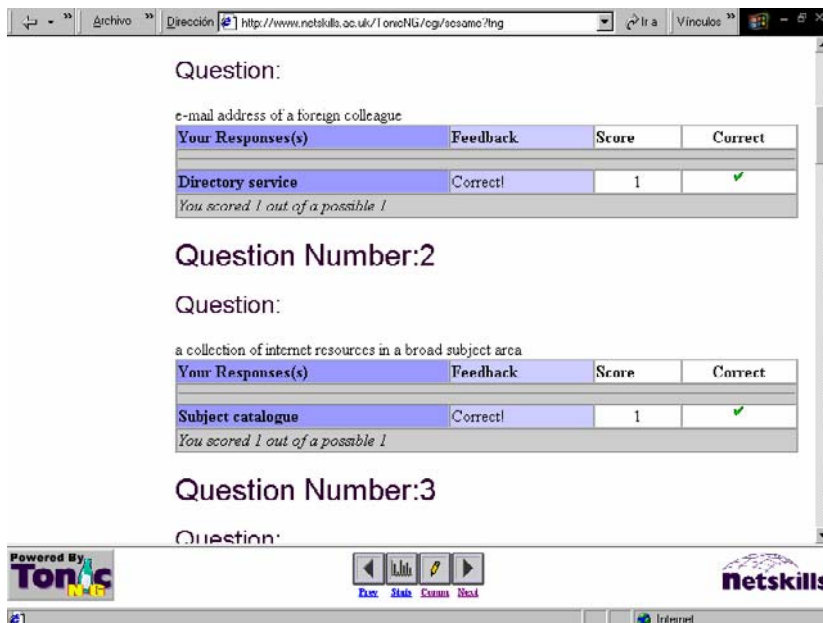 Archivo Dirección http://www.netskills.ac.uk/TonicNG/cgi/sesame?tng Ir a Vínculos
Question:
e-mail address of a foreign colleague
Your Responses(s) Feedback Score Correct
Directory service Correct! 1 ✔
You scored 1 out of a possible 1
Question Number:2
Question:
a collection of internet resources in a broad subject area
Your Responses(s) Feedback Score Correct
Subject catalogue Correct! 1 ✔
You scored 1 out of a possible 1
Question Number:3
Question:
Powered By
Tonic
NG
Prev Stats Comm Next
netskills
Internet